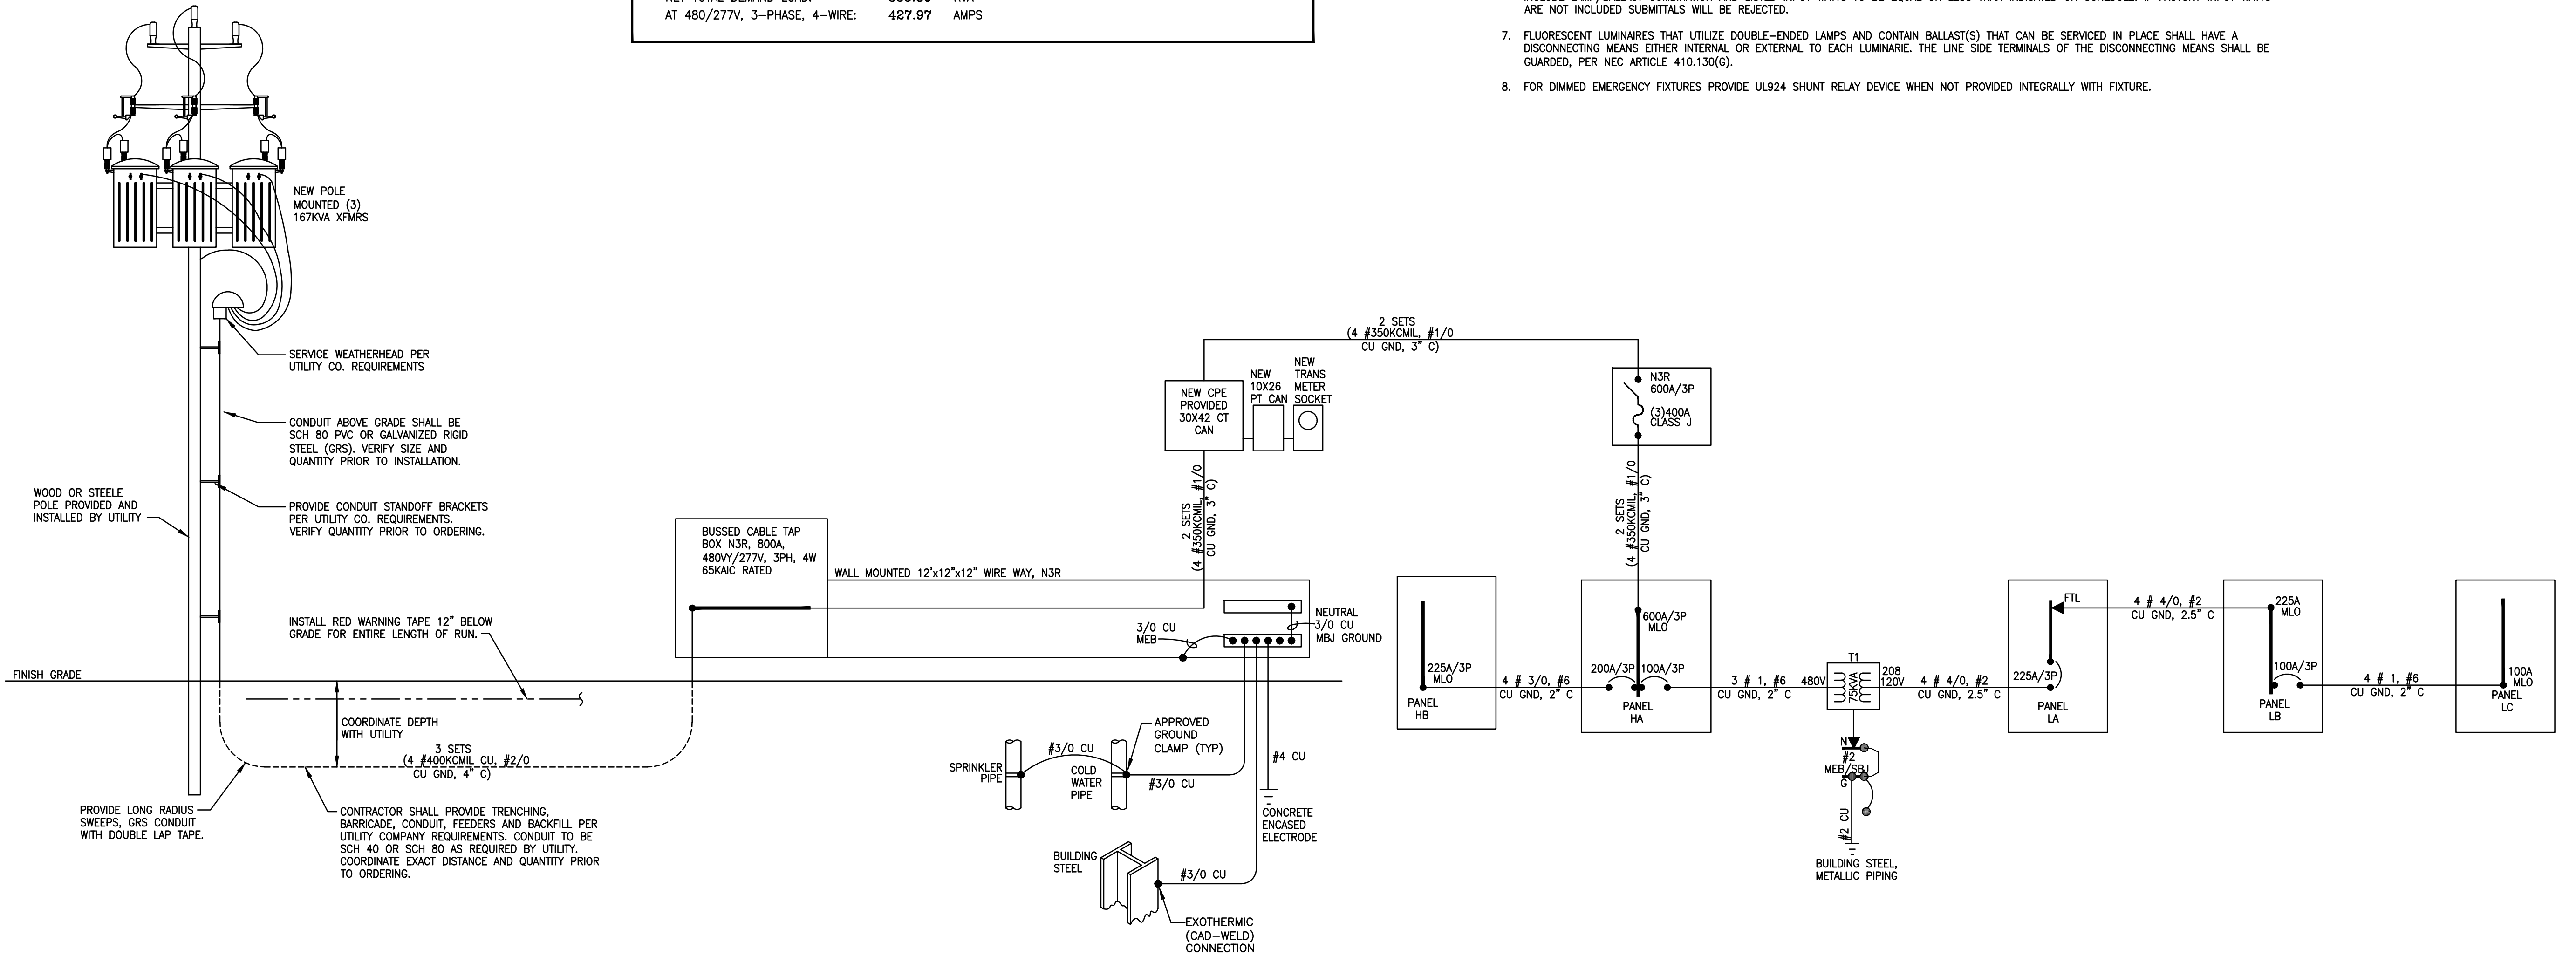 AT 480/277V, 3-PHASE, 4-WIRE: 427.97 AMPS
ARE NOT INCLUDED SUBMITTALS WILL BE REJECTED.
7. FLUORESCENT LUMINAIRES THAT UTILIZE DOUBLE-ENDED LAMPS AND CONTAIN BALLAST(S) THAT CAN BE SERVICED IN PLACE SHALL HAVE A
DISCONNECTING MEANS EITHER INTERNAL OR EXTERNAL TO EACH LUMINARIE. THE LINE SIDE TERMINALS OF THE DISCONNECTING MEANS SHALL BE
GUARDED, PER NEC ARTICLE 410.130(G).
8. FOR DIMMED EMERGENCY FIXTURES PROVIDE UL924 SHUNT RELAY DEVICE WHEN NOT PROVIDED INTEGRALLY WITH FIXTURE.
NEW POLE
MOUNTED (3)
167KVA XFMRS
SERVICE WEATHERHEAD PER
UTILITY CO. REQUIREMENTS
CONDUIT ABOVE GRADE SHALL BE
SCH 80 PVC OR GALVANIZED RIGID
STEEL (GRS). VERIFY SIZE AND
QUANTITY PRIOR TO INSTALLATION.
WOOD OR STEELE
POLE PROVIDED AND
INSTALLED BY UTILITY
PROVIDE CONDUIT STANDOFF BRACKETS
PER UTILITY CO. REQUIREMENTS.
VERIFY QUANTITY PRIOR TO ORDERING.
INSTALL RED WARNING TAPE 12" BELOW
GRADE FOR ENTIRE LENGTH OF RUN.
FINISH GRADE
COORDINATE DEPTH
WITH UTILITY
3 SETS
(4 #400KCMIL CU, #2/0
CU GND, 4" C)
PROVIDE LONG RADIUS
SWEEPS, GRS CONDUIT
WITH DOUBLE LAP TAPE.
CONTRACTOR SHALL PROVIDE TRENCHING,
BARRICADE, CONDUIT, FEEDERS AND BACKFILL PER
UTILITY COMPANY REQUIREMENTS. CONDUIT TO BE
SCH 40 OR SCH 80 AS REQUIRED BY UTILITY.
COORDINATE EXACT DISTANCE AND QUANTITY PRIOR
TO ORDERING.
BUSSED CABLE TAP
BOX N3R, 800A,
480VY/277V, 3PH, 4W
65KAIC RATED
WALL MOUNTED 12'x12"x12" WIRE WAY, N3R
2 SETS
(4 #350KCMIL, #1/0
CU GND, 3" C)
NEW CPE
PROVIDED
30X42 CT
CAN
NEW
10X26
PT CAN
NEW
TRANS
METER
SOCKET
2 SETS
(4 #350KCMIL, #1/0
CU GND, 3" C)
N3R
600A/3P
(3)400A
CLASS J
2 SETS
(4 #350KCMIL, #1/0
CU GND, 3" C)
3/0 CU
MEB
NEUTRAL
3/0 CU
MBJ GROUND
SPRINKLER
PIPE
#3/0 CU
COLD
WATER
PIPE
APPROVED
GROUND
CLAMP (TYP)
#3/0 CU
#4 CU
CONCRETE
ENCASED
ELECTRODE
BUILDING
STEEL
#3/0 CU
EXOTHERMIC
(CAD-WELD)
CONNECTION
225A/3P
MLO
PANEL
HB
4 # 3/0, #6
CU GND, 2" C
600A/3P
MLO
200A/3P
100A/3P
PANEL
HA
3 # 1, #6
CU GND, 2" C
480V
T1
75KVA
208
120V
4 # 4/0, #2
CU GND, 2.5" C
N
#2
MEB/SBJ
G
#2 CU
BUILDING STEEL,
METALLIC PIPING
FTL
225A/3P
PANEL
LA
4 # 4/0, #2
CU GND, 2.5" C
225A
MLO
100A/3P
PANEL
LB
4 # 1, #6
CU GND, 2" C
100A
MLO
PANEL
LC